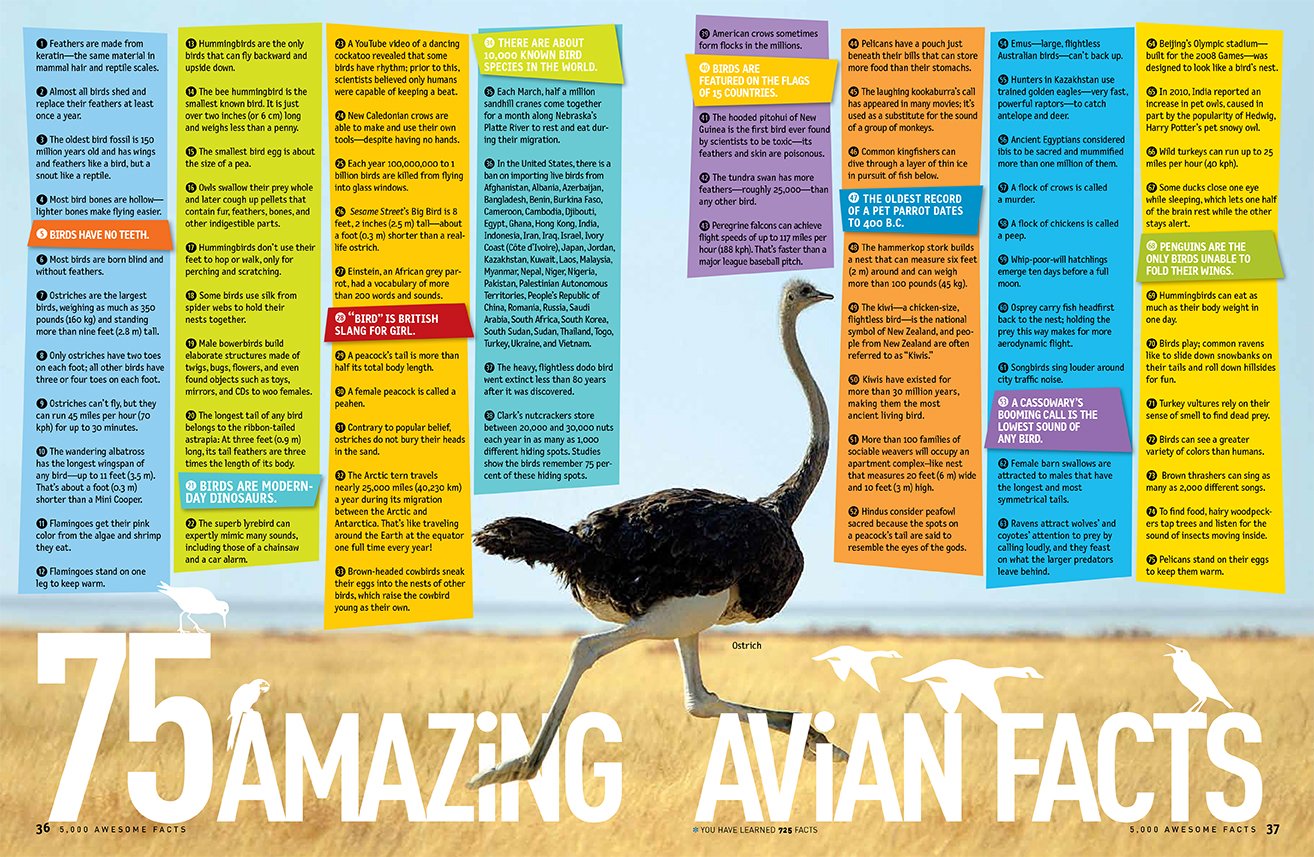 1 Feathers are made from
keratin—the same material in
mammal hair and reptile scales.
2 Almost all birds shed and
replace their feathers at least
once a year.
3 The oldest bird fossil is 150
million years old and has wings
and feathers like a bird, but a
snout like a reptile.
4 Most bird bones are hollow—
lighter bones make flying easier.
5 BIRDS HAVE NO TEETH.
6 Most birds are born blind and
without feathers.
7 Ostriches are the largest
birds, weighing as much as 350
pounds (160 kg) and standing
more than nine feet (2.8 m) tall.
8 Only ostriches have two toes
on each foot; all other birds have
three or four toes on each foot.
9 Ostriches can't fly, but they
can run 45 miles per hour (70
kph) for up to 30 minutes.
10 The wandering albatross
has the longest wingspan of
any bird—up to 11 feet (3.5 m).
That's about a foot (0.3 m)
shorter than a Mini Cooper.
11 Flamingoes get their pink
color from the algae and shrimp
they eat.
12 Flamingoes stand on one
leg to keep warm.
13 Hummingbirds are the only
birds that can fly backward and
upside down.
14 The bee hummingbird is the
smallest known bird. It is just
over two inches (or 6 cm) long
and weighs less than a penny.
15 The smallest bird egg is about
the size of a pea.
16 Owls swallow their prey whole
and later cough up pellets that
contain fur, feathers, bones, and
other indigestible parts.
17 Hummingbirds don't use their
feet to hop or walk, only for
perching and scratching.
18 Some birds use silk from
spider webs to hold their
nests together.
19 Male bowerbirds build
elaborate structures made of
twigs, bugs, flowers, and even
found objects such as toys,
mirrors, and CDs to woo females.
20 The longest tail of any bird
belongs to the ribbon-tailed
astrapia: At three feet (0.9 m)
long, its tail feathers are three
times the length of its body.
21 BIRDS ARE MODERN-
DAY DINOSAURS.
22 The superb lyrebird can
expertly mimic many sounds,
including those of a chainsaw
and a car alarm.
23 A YouTube video of a dancing
cockatoo revealed that some
birds have rhythm; prior to this,
scientists believed only humans
were capable of keeping a beat.
24 New Caledonian crows are
able to make and use their own
tools—despite having no hands.
25 Each year 100,000,000 to 1
billion birds are killed from flying
into glass windows.
26 Sesame Street's Big Bird is 8
feet, 2 inches (2.5 m) tall—about
a foot (0.3 m) shorter than a real-
life ostrich.
27 Einstein, an African grey par-
rot, had a vocabulary of more
than 200 words and sounds.
28 "BIRD" IS BRITISH
SLANG FOR GIRL.
29 A peacock's tail is more than
half its total body length.
30 A female peacock is called a
peahen.
31 Contrary to popular belief,
ostriches do not bury their heads
in the sand.
32 The Arctic tern travels
nearly 25,000 miles (40,230 km)
a year during its migration
between the Arctic and
Antarctica. That's like traveling
around the Earth at the equator
one full time every year!
33 Brown-headed cowbirds sneak
their eggs into the nests of other
birds, which raise the cowbird
young as their own.
34 THERE ARE ABOUT
10,000 KNOWN BIRD
SPECIES IN THE WORLD.
35 Each March, half a million
sandhill cranes come together
for a month along Nebraska's
Platte River to rest and eat dur-
ing their migration.
36 In the United States, there is a
ban on importing live birds from
Afghanistan, Albania, Azerbaijan,
Bangladesh, Benin, Burkina Faso,
Cameroon, Cambodia, Djibouti,
Egypt, Ghana, Hong Kong, India,
Indonesia, Iran, Iraq, Israel, Ivory
Coast (Côte d'Ivoire), Japan, Jordan,
Kazakhstan, Kuwait, Laos, Malaysia,
Myanmar, Nepal, Niger, Nigeria,
Pakistan, Palestinian Autonomous
Territories, People's Republic of
China, Romania, Russia, Saudi
Arabia, South Africa, South Korea,
South Sudan, Sudan, Thailand, Togo,
Turkey, Ukraine, and Vietnam.
37 The heavy, flightless dodo bird
went extinct less than 80 years
after it was discovered.
38 Clark's nutcrackers store
between 20,000 and 30,000 nuts
each year in as many as 1,000
different hiding spots. Studies
show the birds remember 75 per-
cent of these hiding spots.
39 American crows sometimes
form flocks in the millions.
40 BIRDS ARE
FEATURED ON THE FLAGS
OF 15 COUNTRIES.
41 The hooded pitohui of New
Guinea is the first bird ever found
by scientists to be toxic—its
feathers and skin are poisonous.
42 The tundra swan has more
feathers—roughly 25,000—than
any other bird.
43 Peregrine falcons can achieve
flight speeds of up to 117 miles per
hour (188 kph). That's faster than a
major league baseball pitch.
44 Pelicans have a pouch just
beneath their bills that can store
more food than their stomachs.
45 The laughing kookaburra's call
has appeared in many movies; it's
used as a substitute for the sound
of a group of monkeys.
46 Common kingfishers can
dive through a layer of thin ice
in pursuit of fish below.
47 THE OLDEST RECORD
OF A PET PARROT DATES
TO 400 B.C.
48 The hammerkop stork builds
a nest that can measure six feet
(2 m) around and can weigh
more than 100 pounds (45 kg).
49 The kiwi—a chicken-size,
flightless bird—is the national
symbol of New Zealand, and peo-
ple from New Zealand are often
referred to as "Kiwis."
50 Kiwis have existed for
more than 30 million years,
making them the most
ancient living bird.
51 More than 100 families of
sociable weavers will occupy an
apartment complex–like nest
that measures 20 feet (6 m) wide
and 10 feet (3 m) high.
52 Hindus consider peafowl
sacred because the spots on
a peacock's tail are said to
resemble the eyes of the gods.
54 Emus—large, flightless
Australian birds—can't back up.
55 Hunters in Kazakhstan use
trained golden eagles—very fast,
powerful raptors—to catch
antelope and deer.
56 Ancient Egyptians considered
ibis to be sacred and mummified
more than one million of them.
57 A flock of crows is called
a murder.
58 A flock of chickens is called
a peep.
59 Whip-poor-will hatchlings
emerge ten days before a full
moon.
60 Osprey carry fish headfirst
back to the nest; holding the
prey this way makes for more
aerodynamic flight.
61 Songbirds sing louder around
city traffic noise.
53 A CASSOWARY'S
BOOMING CALL IS THE
LOWEST SOUND OF
ANY BIRD.
62 Female barn swallows are
attracted to males that have
the longest and most
symmetrical tails.
63 Ravens attract wolves' and
coyotes' attention to prey by
calling loudly, and they feast
on what the larger predators
leave behind.
64 Beijing's Olympic stadium—
built for the 2008 Games—was
designed to look like a bird's nest.
65 In 2010, India reported an
increase in pet owls, caused in
part by the popularity of Hedwig,
Harry Potter's pet snowy owl.
66 Wild turkeys can run up to 25
miles per hour (40 kph).
67 Some ducks close one eye
while sleeping, which lets one half
of the brain rest while the other
stays alert.
68 PENGUINS ARE THE
ONLY BIRDS UNABLE TO
FOLD THEIR WINGS.
69 Hummingbirds can eat as
much as their body weight in
one day.
70 Birds play; common ravens
like to slide down snowbanks on
their tails and roll down hillsides
for fun.
71 Turkey vultures rely on their
sense of smell to find dead prey.
72 Birds can see a greater
variety of colors than humans.
73 Brown thrashers can sing as
many as 2,000 different songs.
74 To find food, hairy woodpeck-
ers tap trees and listen for the
sound of insects moving inside.
75 Pelicans stand on their eggs
to keep them warm.
Ostrich
75 AMAZiNG AViAN FACTS
36 5,000 AWESOME FACTS
* YOU HAVE LEARNED 725 FACTS
5,000 AWESOME FACTS 37